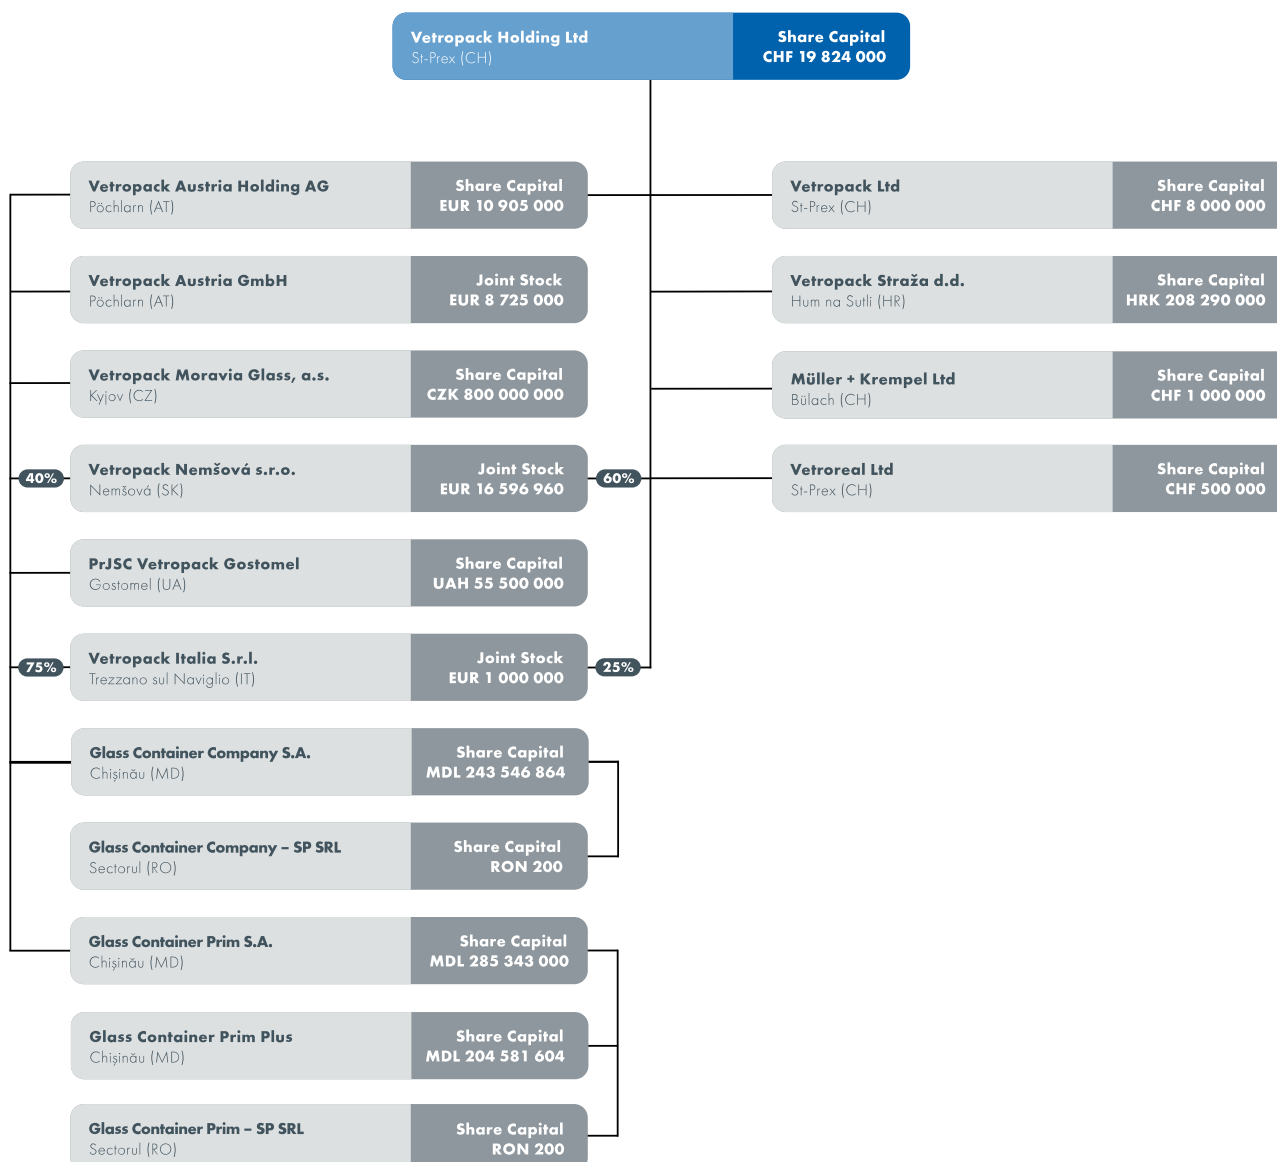 Vetropack Holding Ltd
St-Prex (CH)
Share Capital
CHF 19 824 000
Vetropack Austria Holding AG
Pöchlarn (AT)
Share Capital
EUR 10 905 000
Vetropack Ltd
St-Prex (CH)
Share Capital
CHF 8 000 000
Vetropack Austria GmbH
Pöchlarn (AT)
Joint Stock
EUR 8 725 000
Vetropack Straža d.d.
Hum na Sutli (HR)
Share Capital
HRK 208 290 000
Vetropack Moravia Glass, a.s.
Kyjov (CZ)
Share Capital
CZK 800 000 000
Müller + Krempel Ltd
Bülach (CH)
Share Capital
CHF 1 000 000
40%
Vetropack Nemšová s.r.o.
Nemšová (SK)
Joint Stock
EUR 16 596 960
60%
Vetroreal Ltd
St-Prex (CH)
Share Capital
CHF 500 000
PrJSC Vetropack Gostomel
Gostomel (UA)
Share Capital
UAH 55 500 000
75%
Vetropack Italia S.r.l.
Trezzano sul Naviglio (IT)
Joint Stock
EUR 1 000 000
25%
Glass Container Company S.A.
Chișinău (MD)
Share Capital
MDL 243 546 864
Glass Container Company – SP SRL
Sectorul (RO)
Share Capital
RON 200
Glass Container Prim S.A.
Chișinău (MD)
Share Capital
MDL 285 343 000
Glass Container Prim Plus
Chișinău (MD)
Share Capital
MDL 204 581 604
Glass Container Prim – SP SRL
Sectorul (RO)
Share Capital
RON 200